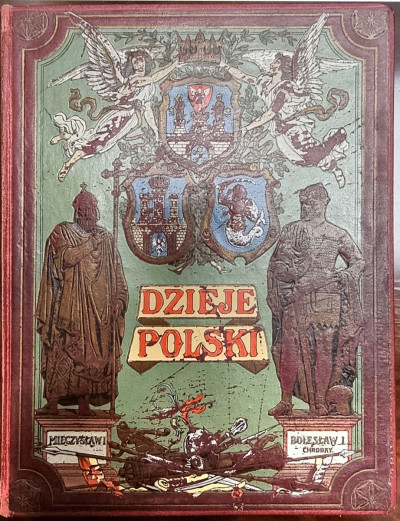 DZIEJE
POLSKI
MIECZYSŁAW I
BOLESŁAW I
CHROBRY.